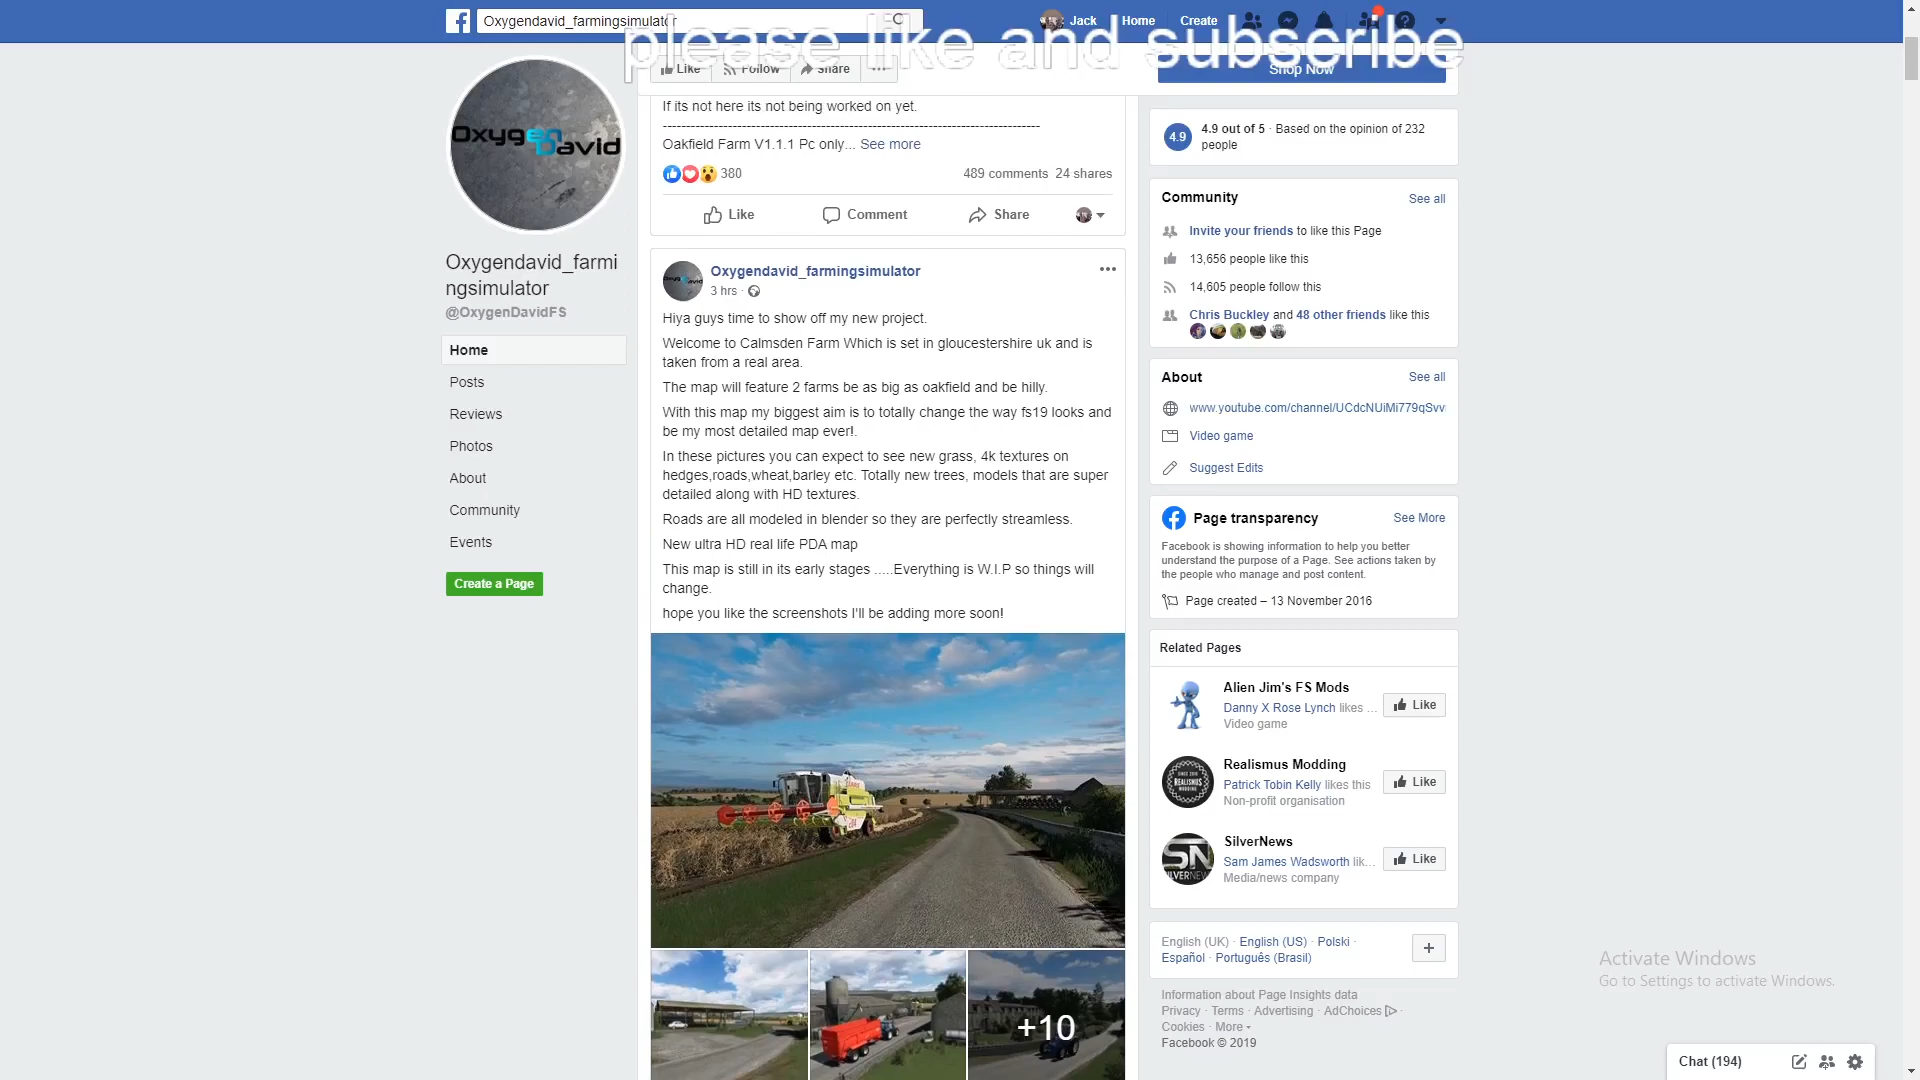 Oxygendavid_farmingsimulator
Jack Home Create
please like and subscribe
Like Follow Share
Shop Now
OxygenDavid
Oxygendavid_farmi
ngsimulator
@OxygenDavidFS
Home
Posts
Reviews
Photos
About
Community
Events
Create a Page
If its not here its not being worked on yet.
--------------------------------------------------------------------------------
Oakfield Farm V1.1.1 Pc only... See more
380 489 comments 24 shares
Like Comment Share
Oxygendavid_farmingsimulator
3 hrs ·
Hiya guys time to show off my new project.
Welcome to Calmsden Farm Which is set in gloucestershire uk and is
taken from a real area.
The map will feature 2 farms be as big as oakfield and be hilly.
With this map my biggest aim is to totally change the way fs19 looks and
be my most detailed map ever!.
In these pictures you can expect to see new grass, 4k textures on
hedges,roads,wheat,barley etc. Totally new trees, models that are super
detailed along with HD textures.
Roads are all modeled in blender so they are perfectly streamless.
New ultra HD real life PDA map
This map is still in its early stages .....Everything is W.I.P so things will
change.
hope you like the screenshots I'll be adding more soon!
+10
4.9
4.9 out of 5 · Based on the opinion of 232
people
Community See all
Invite your friends to like this Page
13,656 people like this
14,605 people follow this
Chris Buckley and 48 other friends like this
About See all
www.youtube.com/channel/UCdcNUiMi779qSvv
Video game
Suggest Edits
Page transparency See More
Facebook is showing information to help you better
understand the purpose of a Page. See actions taken by
the people who manage and post content.
Page created – 13 November 2016
Related Pages
Alien Jim's FS Mods
Danny X Rose Lynch likes ...
Video game
Like
REALISMUS
Realismus Modding
Patrick Tobin Kelly likes this
Non-profit organisation
Like
SN
SilverNews
Sam James Wadsworth lik...
Media/news company
Like
English (UK) · English (US) · Polski ·
Español · Português (Brasil)
+
Information about Page Insights data
Privacy · Terms · Advertising · AdChoices ·
Cookies · More
Facebook © 2019
Activate Windows
Go to Settings to activate Windows.
Chat (194)